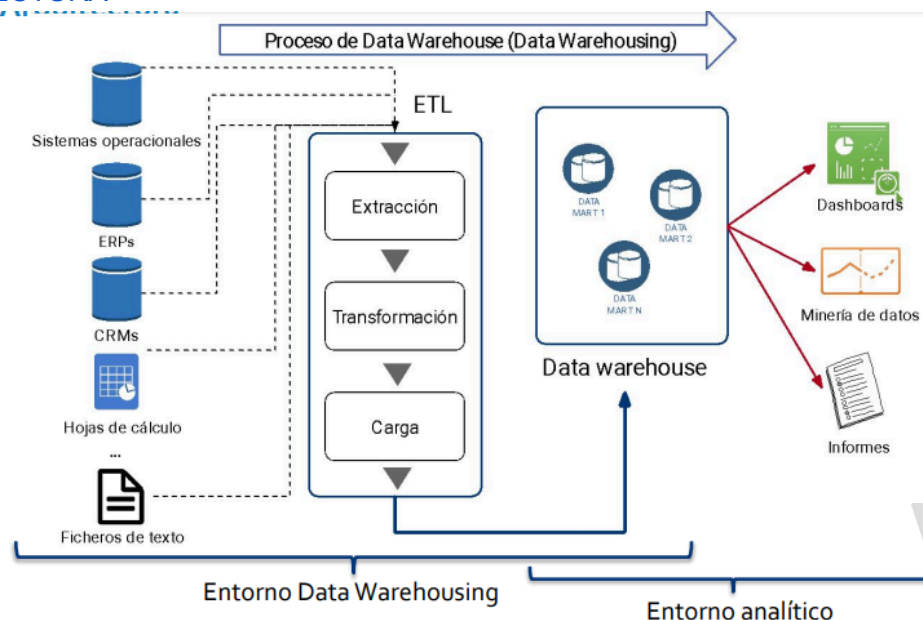 Proceso de Data Warehouse (Data Warehousing)
Sistemas operacionales
ERPs
CRMs
Hojas de cálculo
...
Ficheros de texto
ETL
Extracción
Transformación
Carga
DATA
MART 1
DATA
MART 2
DATA
MART N
Data warehouse
Dashboards
Minería de datos
Informes
Entorno Data Warehousing
Entorno analítico